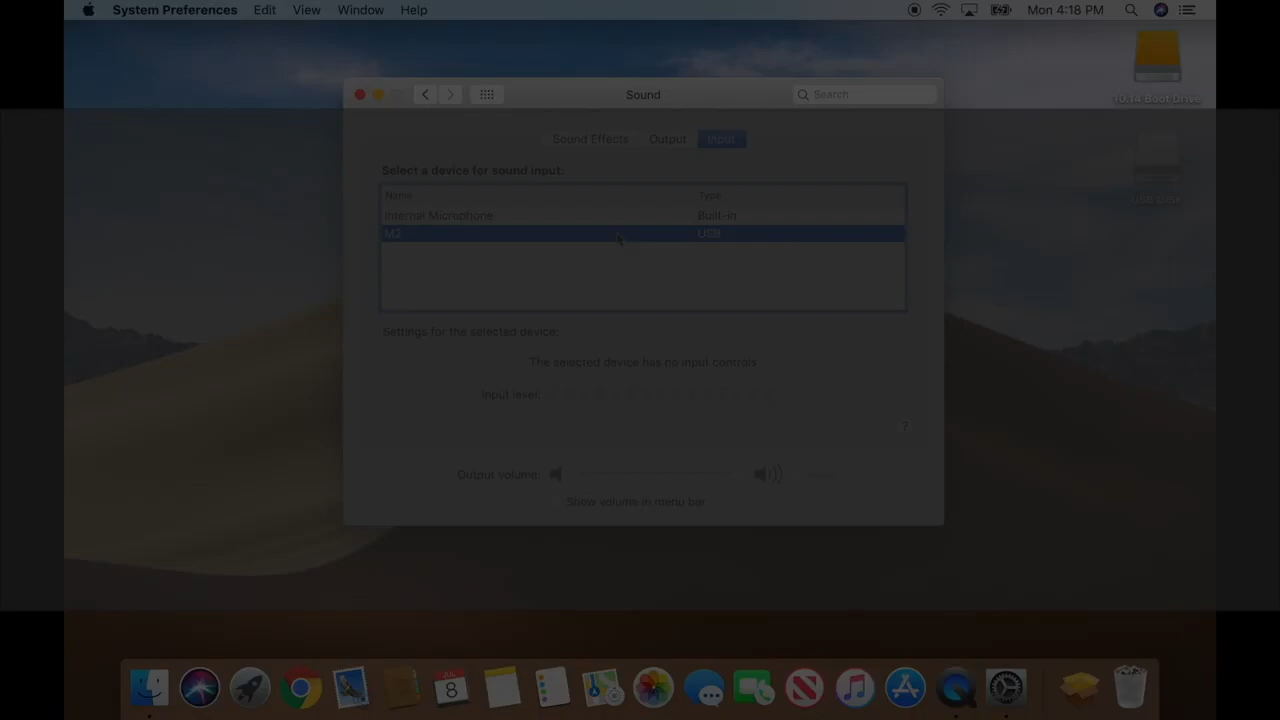 System Preferences Edit View Window Help Mon 4:18 PM
10.14 Boot Drive
Sound Search
Sound Effects Output Input
Select a device for sound input:
Name Type
Internal Microphone Built-in
M2 USB
Settings for the selected device:
The selected device has no input controls
Input level:
?
Output volume:
Show volume in menu bar
JUL
8